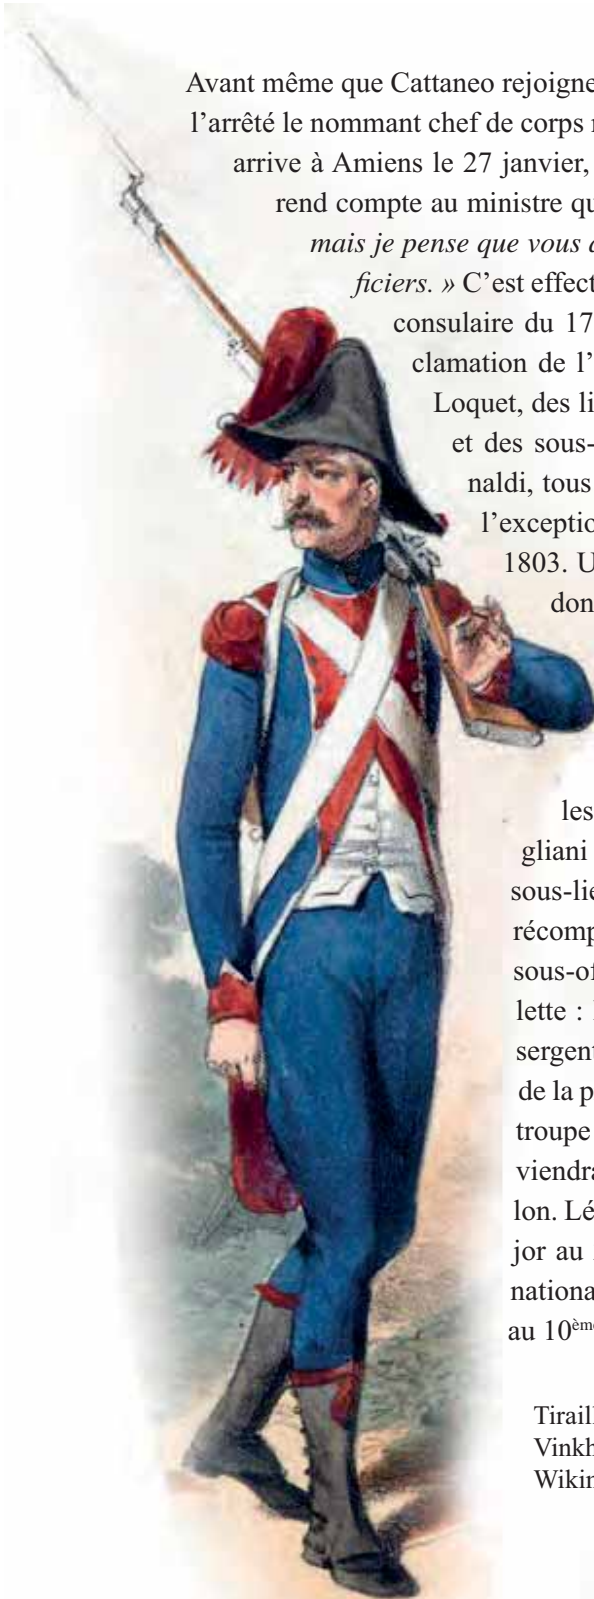 Avant même que Cattaneo rejoigne
l’arrêté le nommant chef de corps
arrive à Amiens le 27 janvier,
rend compte au ministre qu
mais je pense que vous
ficiers. » C’est effect
consulaire du 17
clamation de l’
Loquet, des li
et des sous-
naldi, tous
l’exceptio
1803. U
don
les
gliani
sous-lie
récomp
sous-of
lette :
sergent
de la p
troupe
viendra
lon. Lé
jor au
nationa
au 10ème
Tirail
Vinkh
Wikin